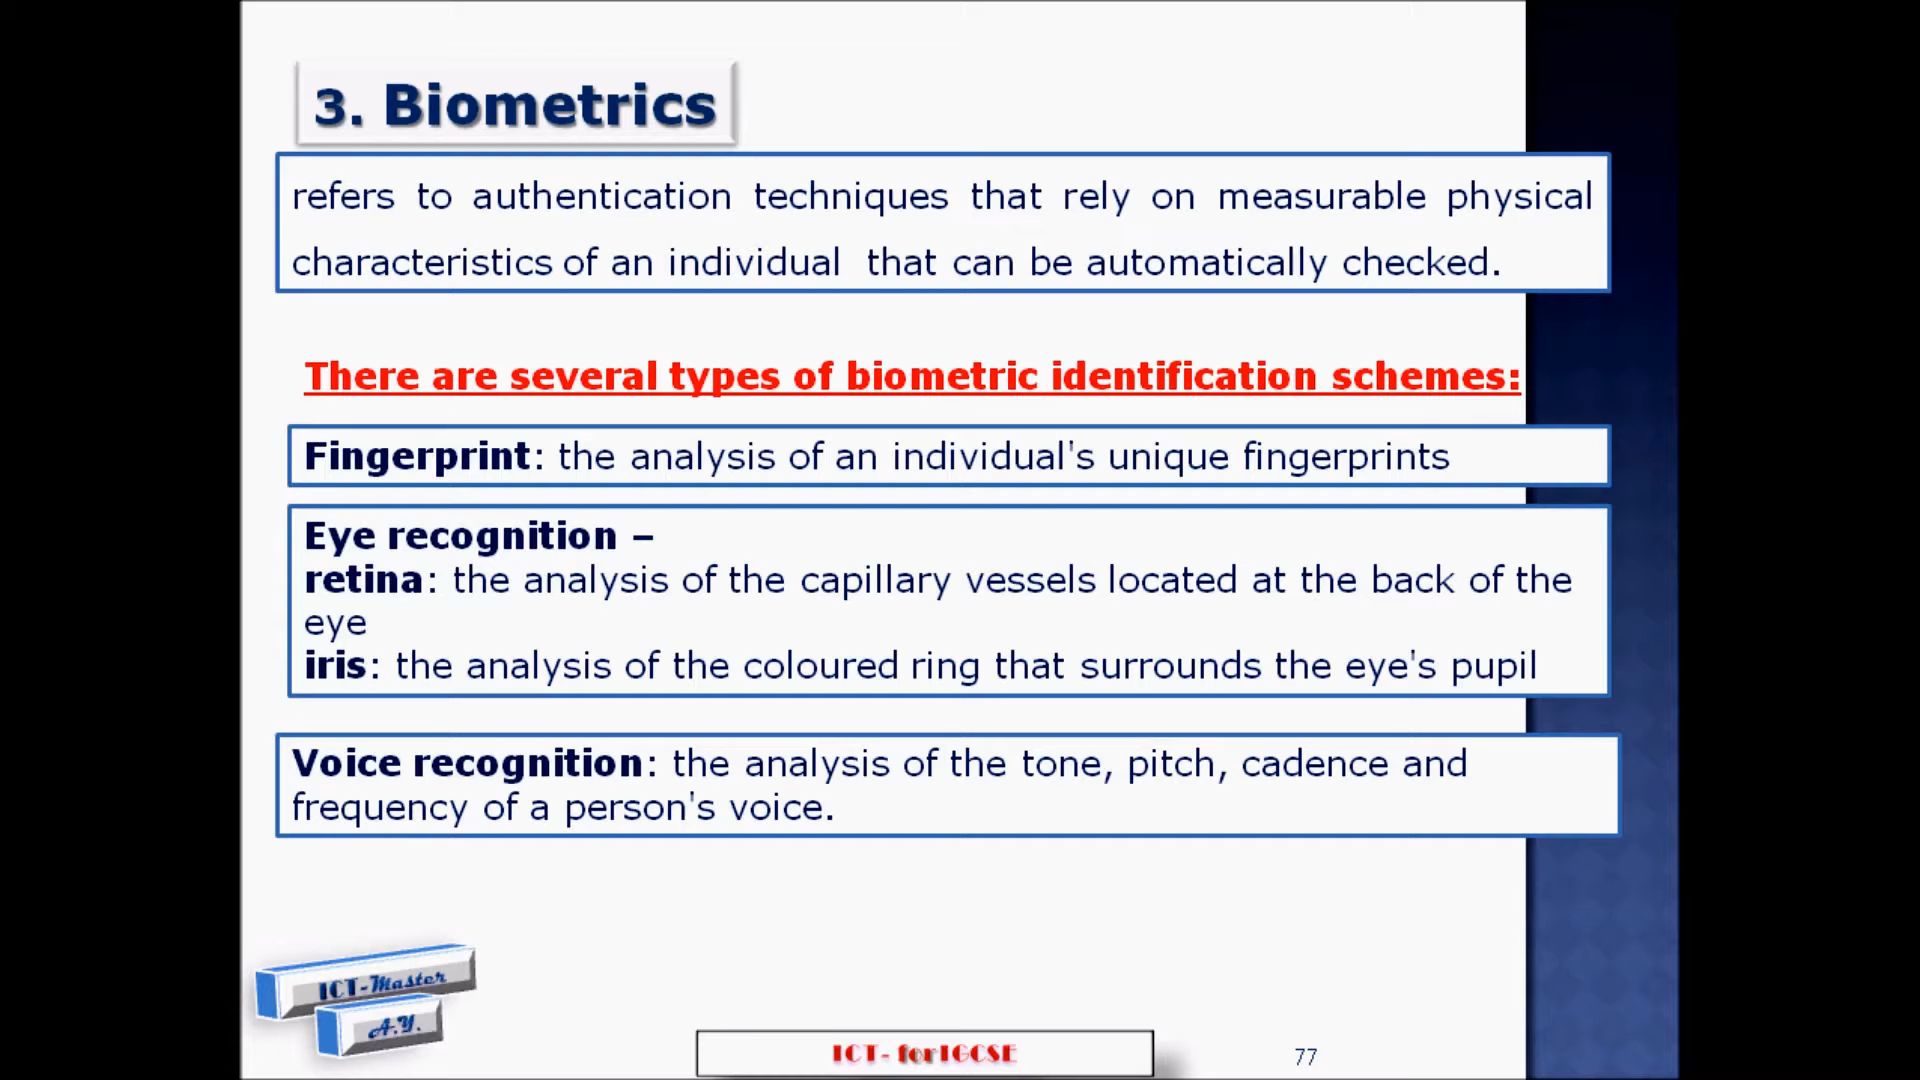 3. Biometrics
refers to authentication techniques that rely on measurable physical
characteristics of an individual that can be automatically checked.
There are several types of biometric identification schemes:
Fingerprint: the analysis of an individual's unique fingerprints
Eye recognition –
retina: the analysis of the capillary vessels located at the back of the
eye
iris: the analysis of the coloured ring that surrounds the eye's pupil
Voice recognition: the analysis of the tone, pitch, cadence and
frequency of a person's voice.
ICT-Master
A.Y.
ICT- for IGCSE
77